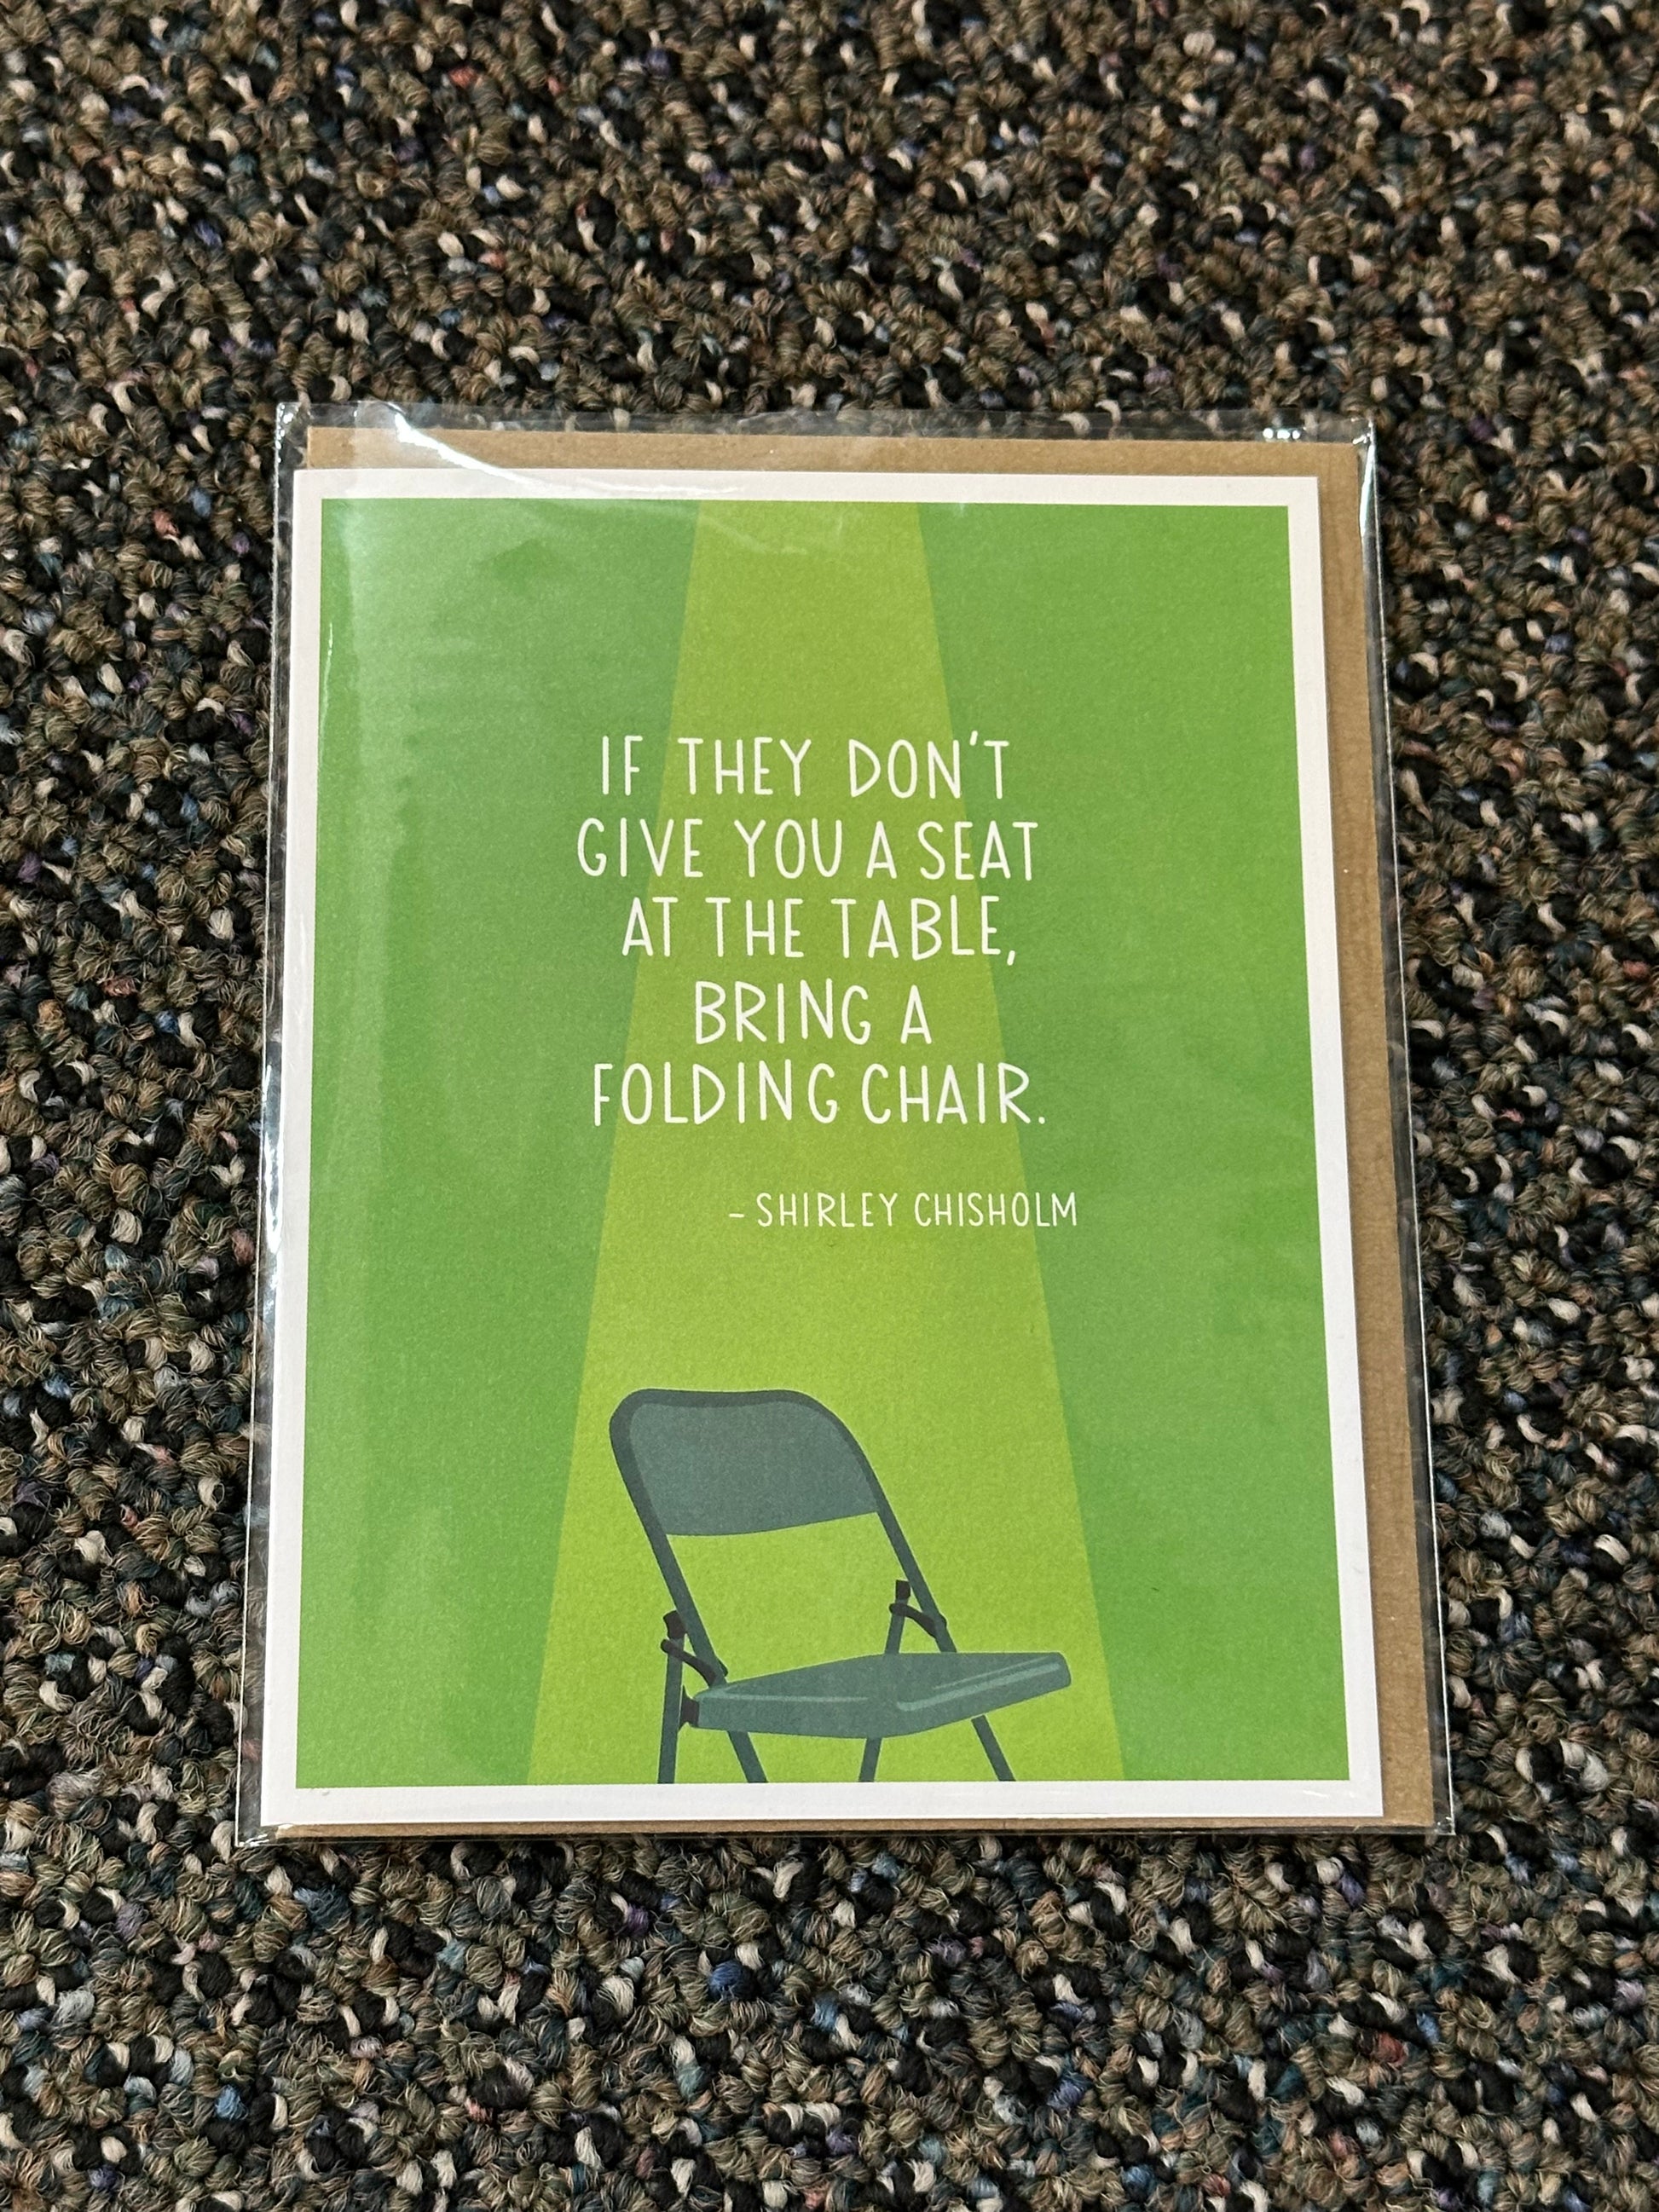 IF THEY DON'T
GIVE YOU A SEAT
AT THE TABLE,
BRING A
FOLDING CHAIR.
- SHIRLEY CHISHOLM